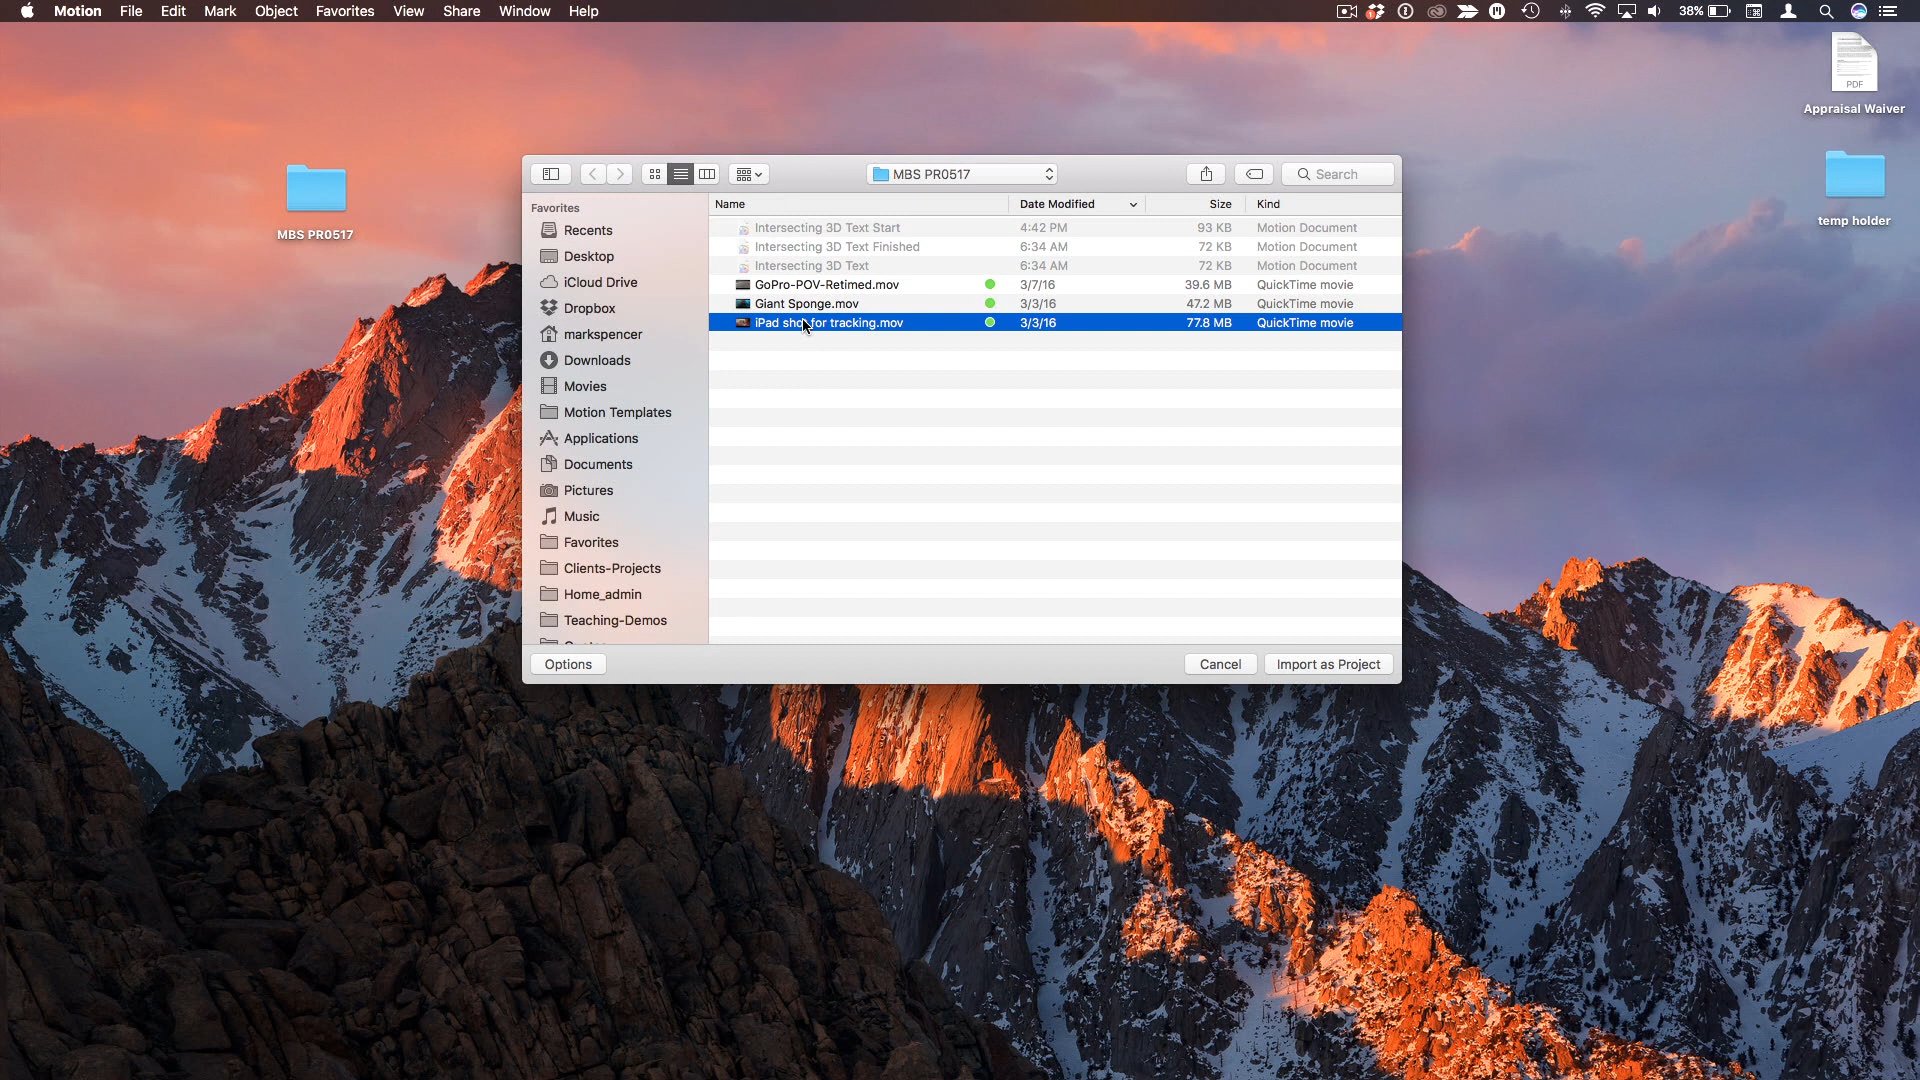 Motion File Edit Mark Object Favorites View Share Window Help 38%
PDF
Appraisal Waiver
MBS PR0517
temp holder
MBS PR0517
Search
Favorites
Recents
Desktop
iCloud Drive
Dropbox
markspencer
Downloads
Movies
Motion Templates
Applications
Documents
Pictures
Music
Favorites
Clients-Projects
Home_admin
Teaching-Demos
Name Date Modified Size Kind
Intersecting 3D Text Start 4:42 PM 93 KB Motion Document
Intersecting 3D Text Finished 6:34 AM 72 KB Motion Document
Intersecting 3D Text 6:34 AM 72 KB Motion Document
GoPro-POV-Retimed.mov 3/7/16 39.6 MB QuickTime movie
Giant Sponge.mov 3/3/16 47.2 MB QuickTime movie
iPad shot for tracking.mov 3/3/16 77.8 MB QuickTime movie
Options
Cancel
Import as Project